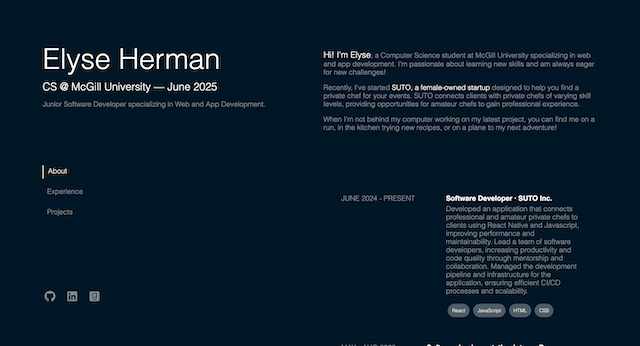 Elyse Herman
CS @ McGill University — June 2025
Junior Software Developer specializing in Web and App Development.
About
Experience
Projects
Hi! I'm Elyse, a Computer Science student at McGill University specizing in web
and app development. I'm passionate about learning new skills and am always eager
for new challenges!
Recently, I've started SUTO, a female-owned startup designed to help you find a
private chef for your events. SUTO connects clients with private chefs of varying skill
levels, providing opportunities for amateur chefs to gain professional experience.
When I'm not behind my computer working on my latest project, you can find me on a
run, in the kitchen trying new recipes, or on a plane to my next adventure!
JUNE 2024 - PRESENT
Software Developer · SUTO Inc.
Developed an application that connects
professional and amateur private chefs to
clients using React Native and Javascript,
improving performance and
maintainability. Lead a team of software
developers, increasing productivity and
code quality through mentorship and
collaboration. Managed the development
pipeline and infrastructure for the
application, ensuring efficient CI/CD
processes and scalability.
React JavaScript HTML CSS